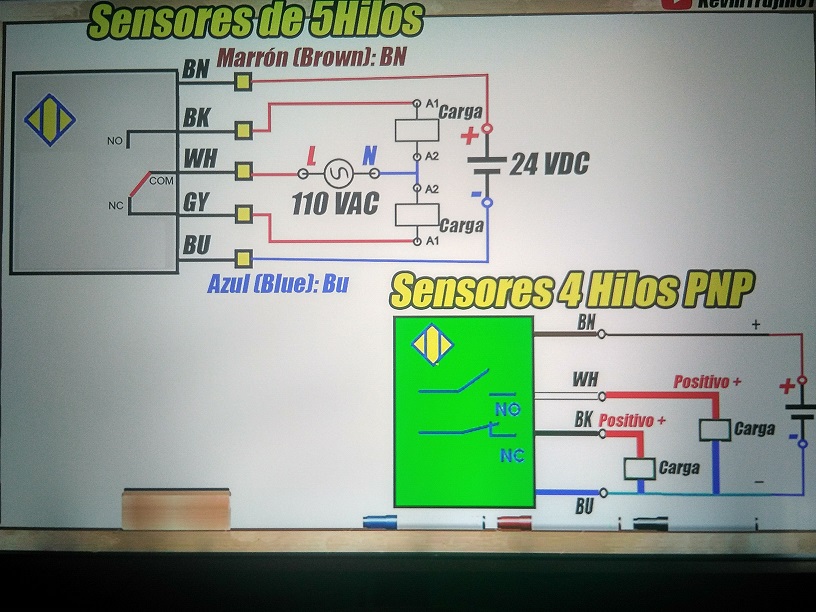 Sensores de 5Hilos
Marrón (Brown): BN
BN
BK
NO
WH
COM
NC
GY
BU
L
N
110 VAC
A1
Carga
A2
A2
Carga
A1
+
24 VDC
-
Azul (Blue): Bu
Sensores 4 Hilos PNP
BN
+
WH
Positivo +
NO
BK
Positivo +
NC
Carga
Carga
+
-
BU
-